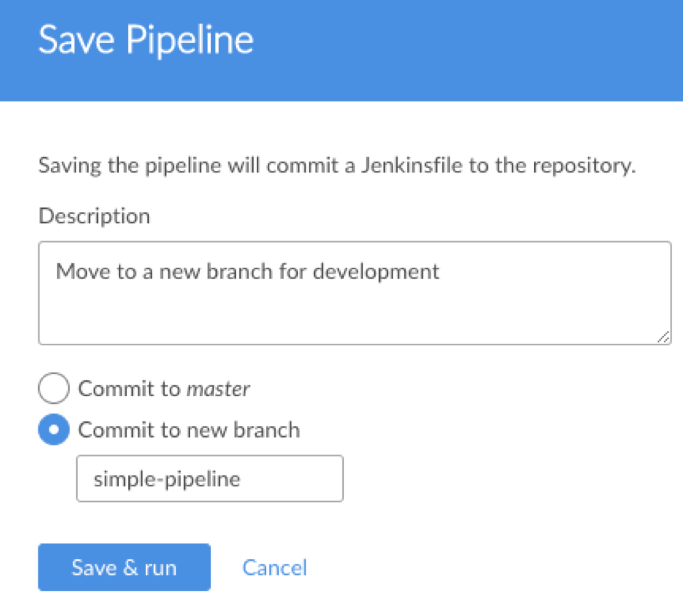 Save Pipeline
Saving the pipeline will commit a Jenkinsfile to the repository.
Description
Move to a new branch for development
Commit to master
Commit to new branch
simple-pipeline
Save & run Cancel